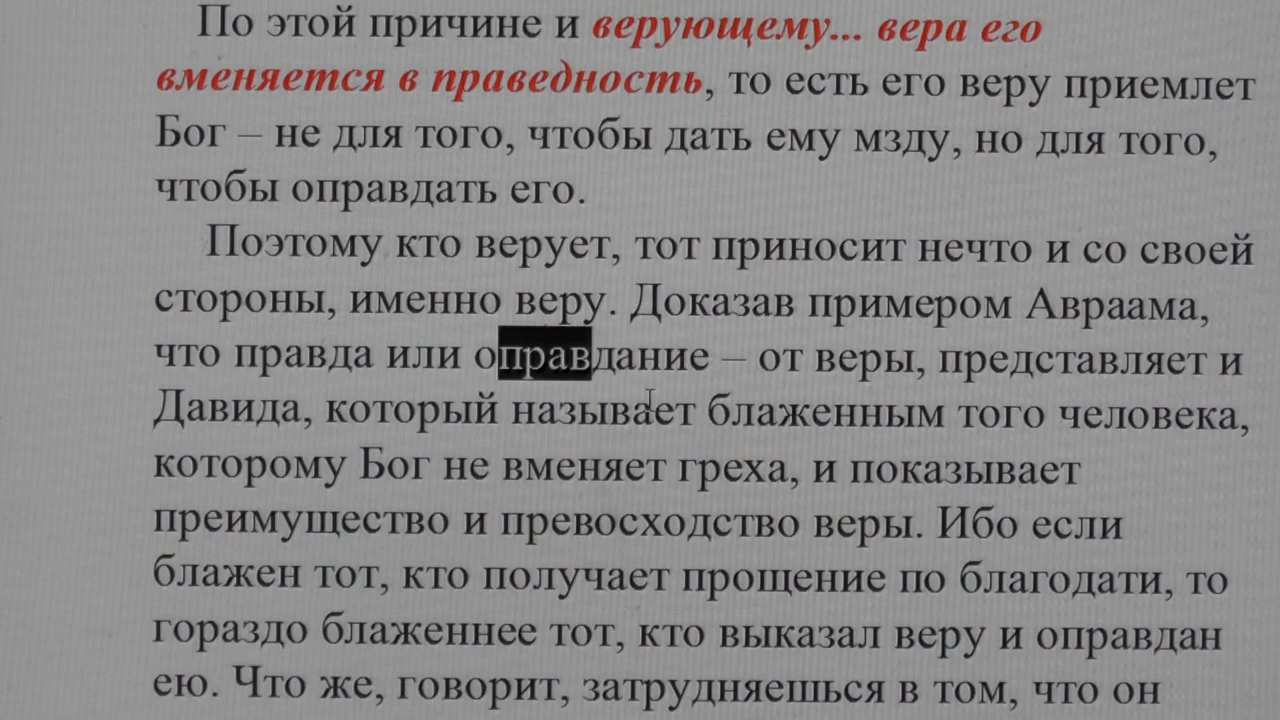 По этой причине и верующему... вера его
вменяется в праведность, то есть его веру приемлет
Бог – не для того, чтобы дать ему мзду, но для того,
чтобы оправдать его.
Поэтому кто верует, тот приносит нечто и со своей
стороны, именно веру. Доказав примером Авраама,
что правда или оправдание – от веры, представляет и
Давида, который называет блаженным того человека,
которому Бог не вменяет греха, и показывает
преимущество и превосходство веры. Ибо если
блажен тот, кто получает прощение по благодати, то
гораздо блаженнее тот, кто выказал веру и оправдан
ею. Что же, говорит, затрудняешься в том, что он